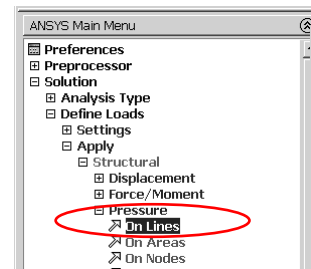 ANSYS Main Menu
Preferences
Preprocessor
Solution
Analysis Type
Define Loads
Settings
Apply
Structural
Displacement
Force/Moment
Pressure
On Lines
On Areas
On Nodes